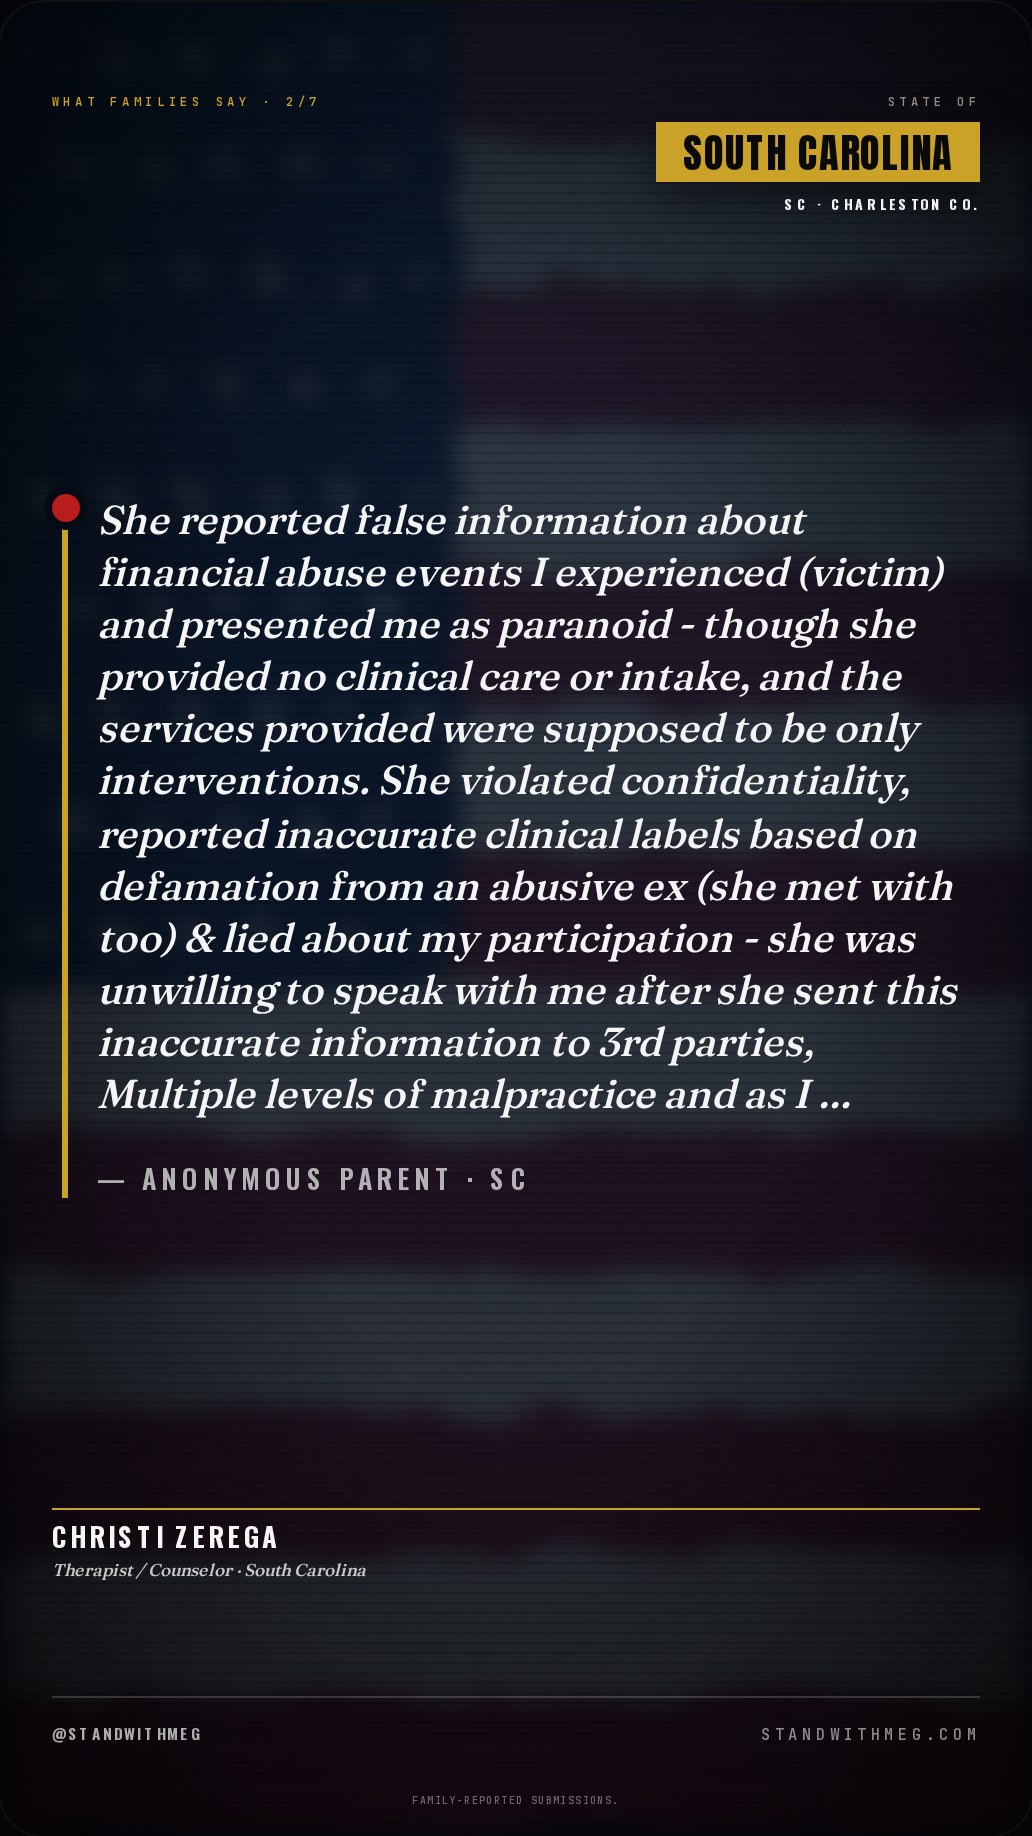 WHAT FAMILIES SAY · 2/7
STATE OF
SOUTH CAROLINA
SC · CHARLESTON CO.
She reported false information about
financial abuse events I experienced (victim)
and presented me as paranoid - though she
provided no clinical care or intake, and the
services provided were supposed to be only
interventions. She violated confidentiality,
reported inaccurate clinical labels based on
defamation from an abusive ex (she met with
too) & lied about my participation - she was
unwilling to speak with me after she sent this
inaccurate information to 3rd parties,
Multiple levels of malpractice and as I ...
— ANONYMOUS PARENT · SC
CHRISTI ZEREGA
Therapist / Counselor · South Carolina
@STANDWITHMEG
STANDWITHMEG.COM
FAMILY-REPORTED SUBMISSIONS.